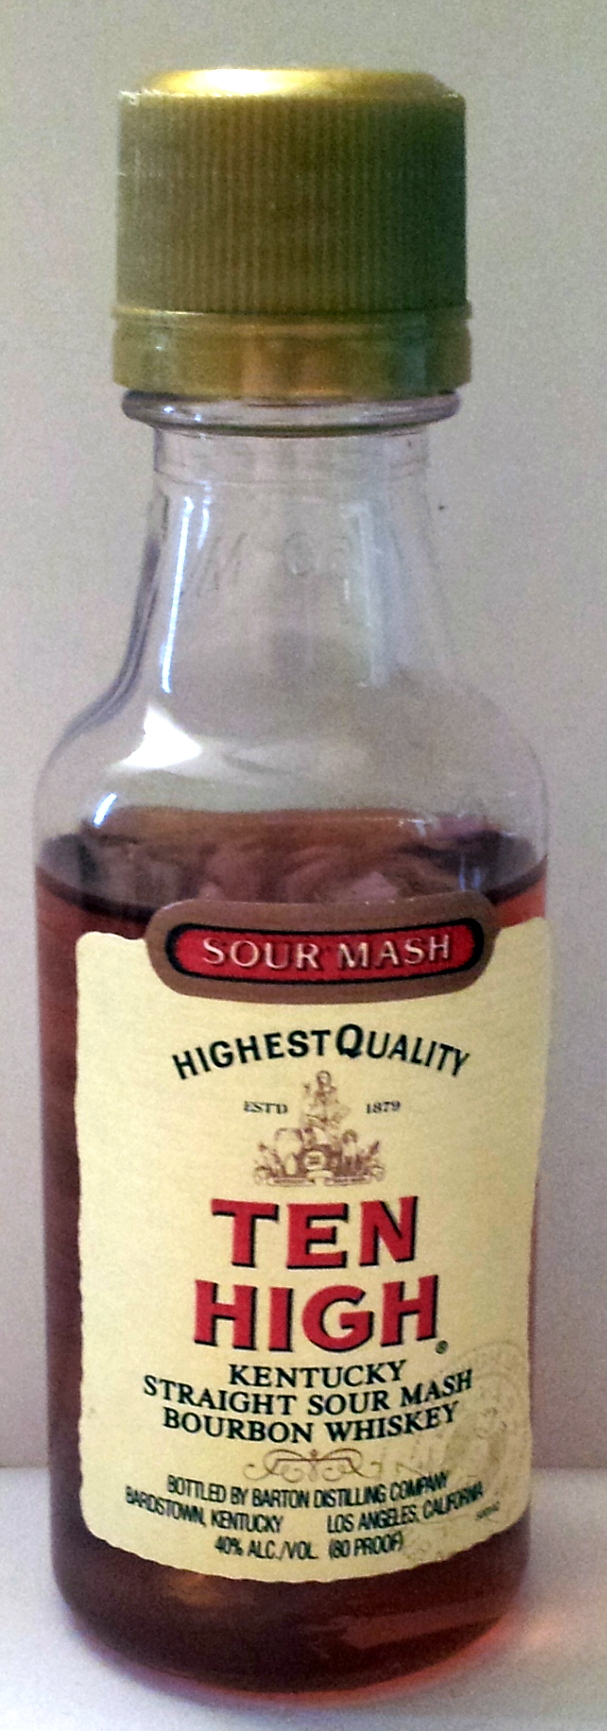 SOUR MASH
HIGHEST QUALITY
ESTD 1879
TEN
HIGH®
KENTUCKY
STRAIGHT SOUR MASH
BOURBON WHISKEY
BOTTLED BY BARTON DISTILLING COMPANY
BARDSTOWN, KENTUCKY LOS ANGELES, CALIFORNIA
40% ALC./VOL. (80 PROOF)